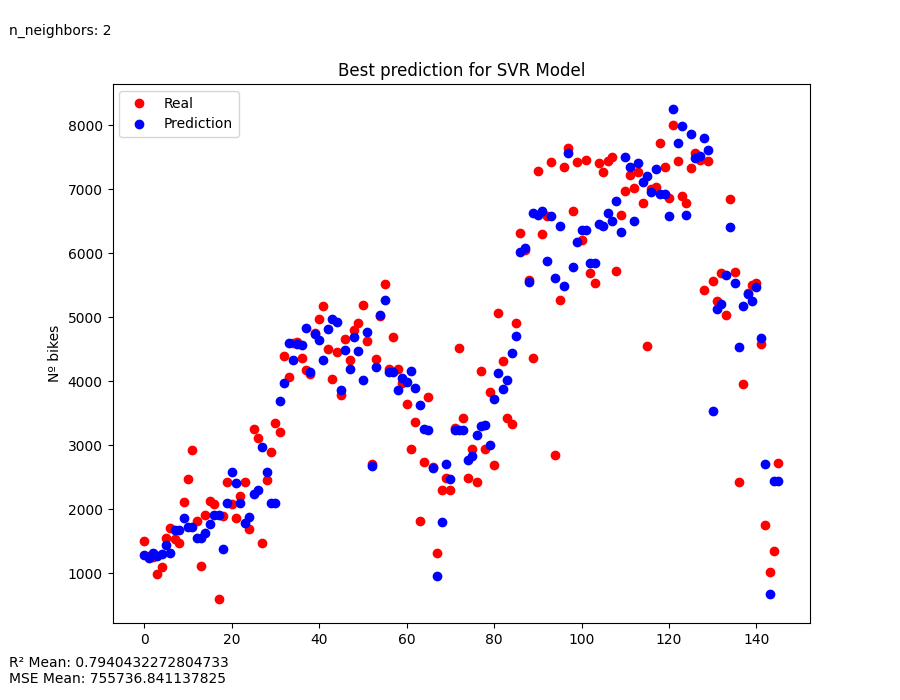 n_neighbors: 2
Best prediction for SVR Model
Real
Prediction
8000
7000
6000
5000
4000
3000
2000
1000
Nº bikes
0 20 40 60 80 100 120 140
R² Mean: 0.7940432272804733
MSE Mean: 755736.841137825